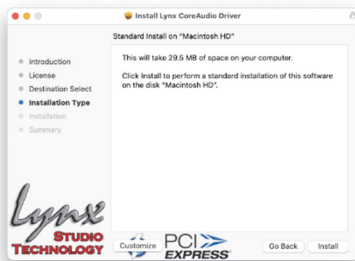 Install Lynx CoreAudio Driver
Standard Install on "Macintosh HD"
Introduction
License
Destination Select
Installation Type
Installation
Summary
This will take 29.5 MB of space on your computer.
Click Install to perform a standard installation of this software
on the disk "Macintosh HD".
Lynx
STUDIO
TECHNOLOGY
PCI
EXPRESS
Customize
Go Back
Install